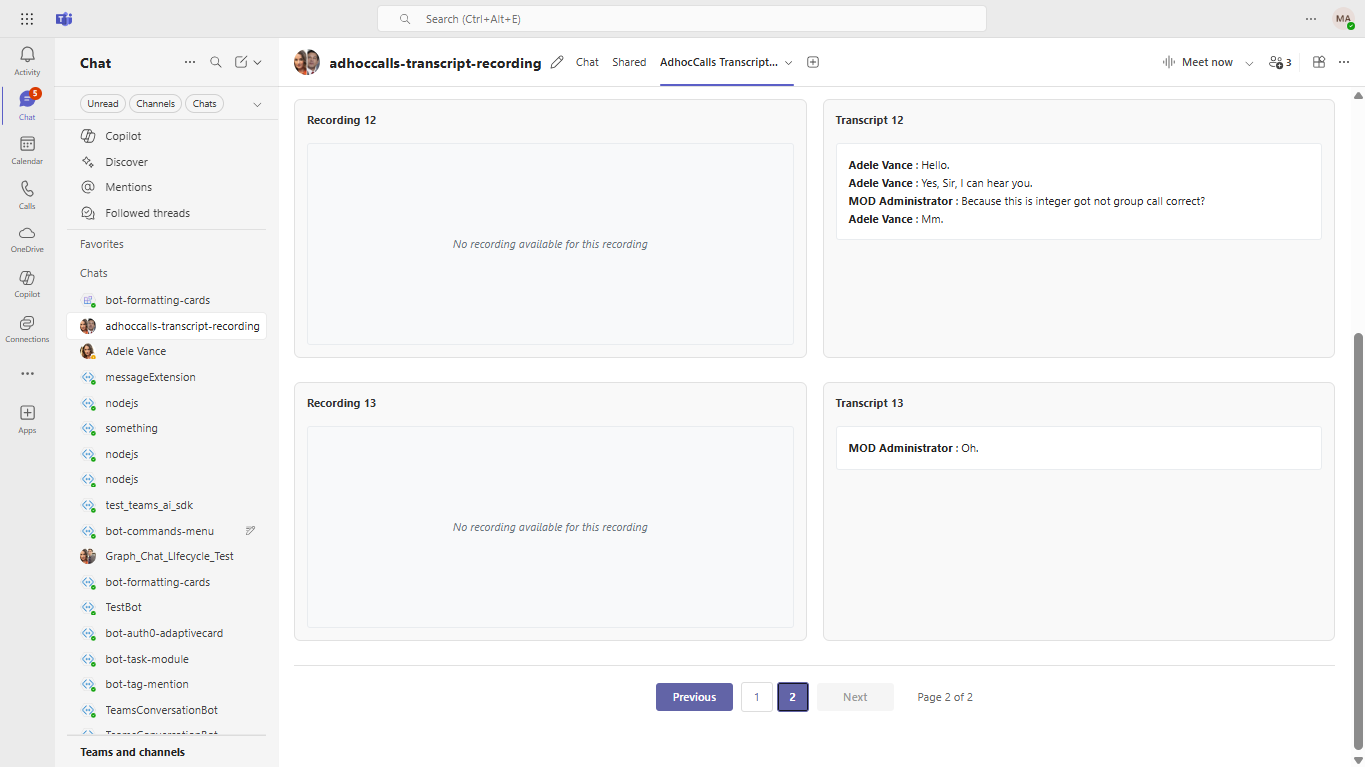 Search (Ctrl+Alt+E)
MA
Activity
5
Chat
Calendar
Calls
OneDrive
Copilot
Connections
Apps
Chat
Unread
Channels
Chats
Copilot
Discover
Mentions
Followed threads
Favorites
Chats
bot-formatting-cards
adhoccalls-transcript-recording
Adele Vance
messageExtension
nodejs
something
nodejs
nodejs
test_teams_ai_sdk
bot-commands-menu
Graph_Chat_LIfecycle_Test
bot-formatting-cards
TestBot
bot-auth0-adaptivecard
bot-task-module
bot-tag-mention
TeamsConversationBot
TeamsConversationBot
Teams and channels
adhoccalls-transcript-recording
Chat
Shared
AdhocCalls Transcript...
Meet now
3
Recording 12
No recording available for this recording
Transcript 12
Adele Vance : Hello.
Adele Vance : Yes, Sir, I can hear you.
MOD Administrator : Because this is integer got not group call correct?
Adele Vance : Mm.
Recording 13
No recording available for this recording
Transcript 13
MOD Administrator : Oh.
Previous
1
2
Next
Page 2 of 2